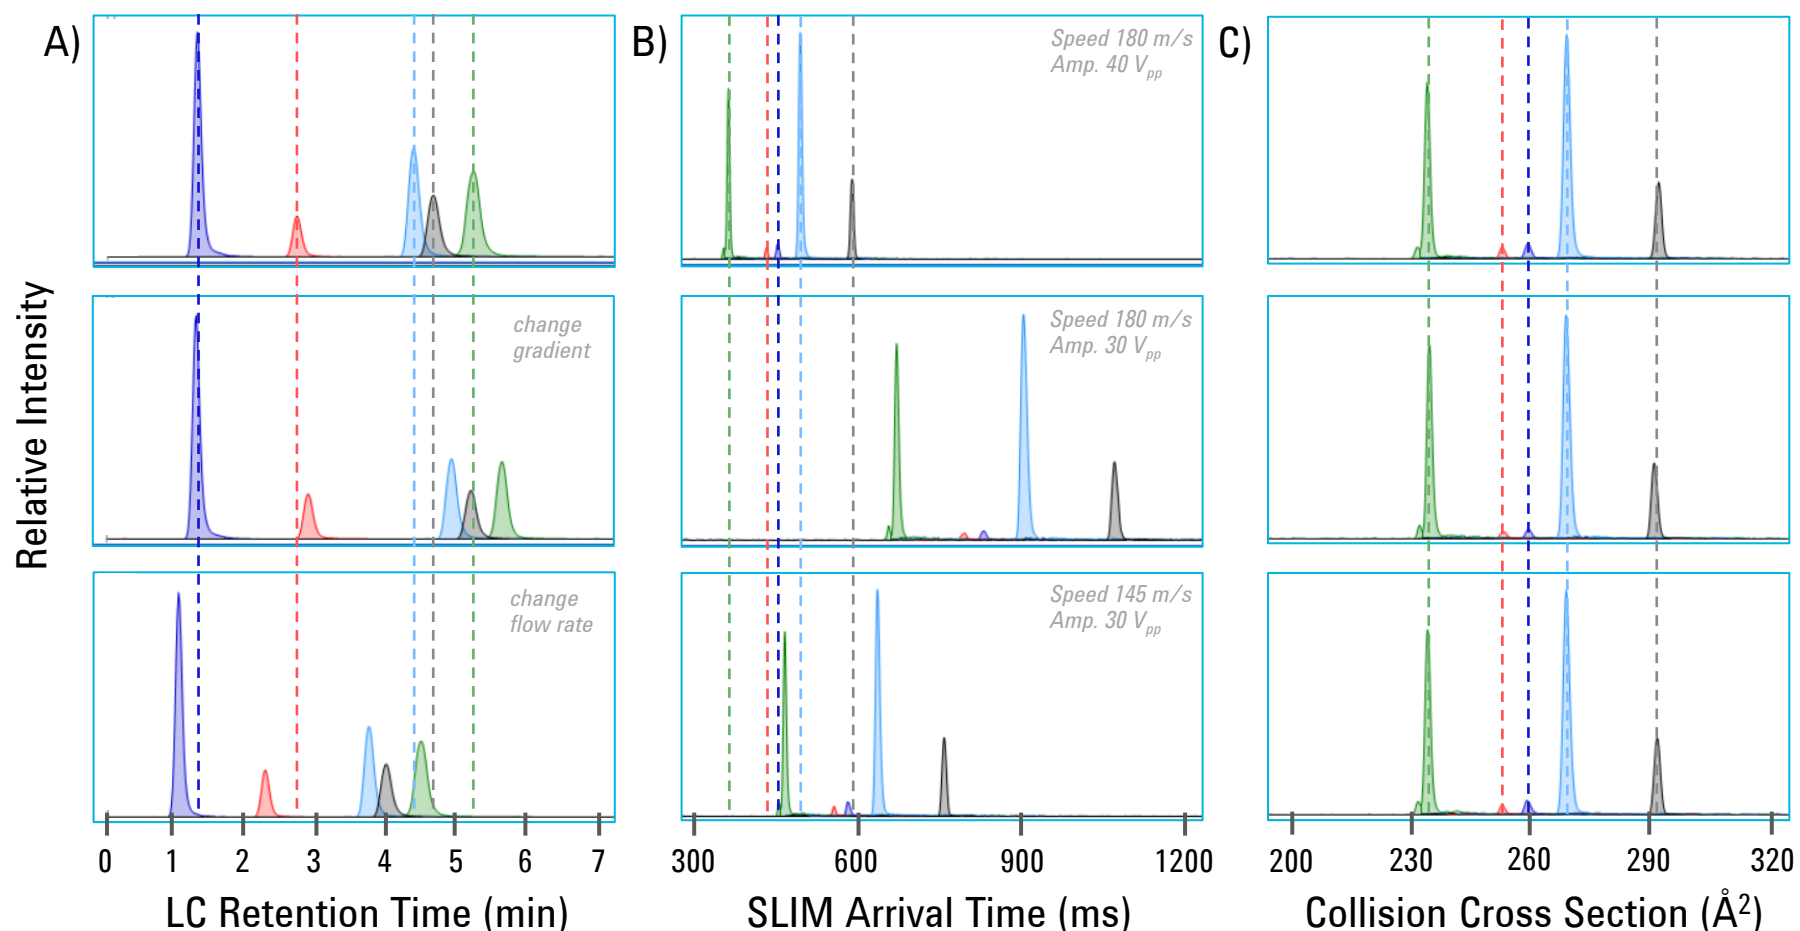 A)
B)
C)
Speed 180 m/s
Amp. 40 Vpp
change
gradient
Speed 180 m/s
Amp. 30 Vpp
change
flow rate
Speed 145 m/s
Amp. 30 Vpp
Relative Intensity
0 1 2 3 4 5 6 7
300 600 900 1200
200 230 260 290 320
LC Retention Time (min)
SLIM Arrival Time (ms)
Collision Cross Section (Å²)